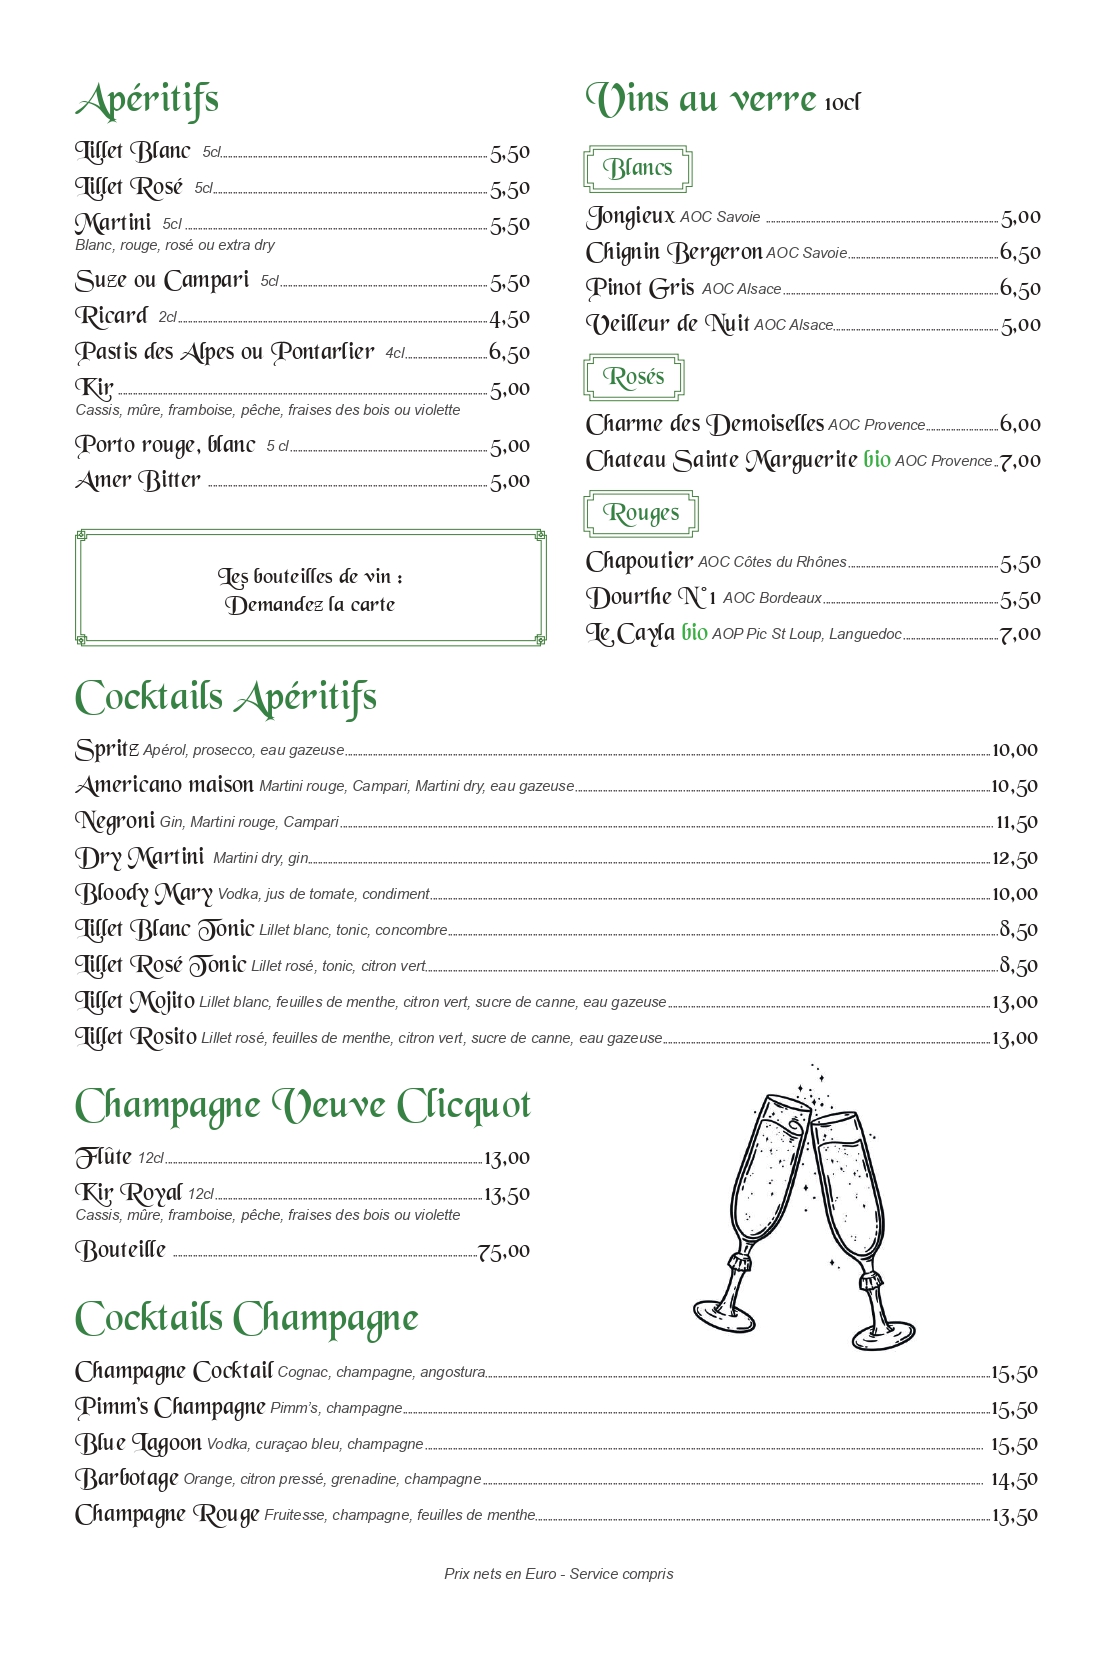 Apéritifs
Lillet Blanc 5cl 5,50
Lillet Rosé 5cl 5,50
Martini 5cl 5,50
Blanc, rouge, rosé ou extra dry
Suze ou Campari 5cl 5,50
Ricard 2cl 4,50
Pastis des Alpes ou Pontarlier 4cl 6,50
Kir 5,00
Cassis, mûre, framboise, pêche, fraises des bois ou violette
Porto rouge, blanc 5 cl 5,00
Amer Bitter 5,00
Les bouteilles de vin :
Demandez la carte
Vins au verre 10cl
Blancs
Jongieux AOC Savoie 5,00
Chignin Bergeron AOC Savoie 6,50
Pinot Gris AOC Alsace 6,50
Veilleur de Nuit AOC Alsace 5,00
Rosés
Charme des Demoiselles AOC Provence 6,00
Chateau Sainte Marguerite bio AOC Provence 7,00
Rouges
Chapoutier AOC Côtes du Rhônes 5,50
Dourthe N°1 AOC Bordeaux 5,50
Le Cayla bio AOP Pic St Loup, Languedoc 7,00
Cocktails Apéritifs
Spritz Apérol, prosecco, eau gazeuse 10,00
Americano maison Martini rouge, Campari, Martini dry, eau gazeuse 10,50
Negroni Gin, Martini rouge, Campari 11,50
Dry Martini Martini dry, gin 12,50
Bloody Mary Vodka, jus de tomate, condiment 10,00
Lillet Blanc Tonic Lillet blanc, tonic, concombre 8,50
Lillet Rosé Tonic Lillet rosé, tonic, citron vert 8,50
Lillet Mojito Lillet blanc, feuilles de menthe, citron vert, sucre de canne, eau gazeuse 13,00
Lillet Rosito Lillet rosé, feuilles de menthe, citron vert, sucre de canne, eau gazeuse 13,00
Champagne Veuve Clicquot
Flûte 12cl 13,00
Kir Royal 12cl 13,50
Cassis, mûre, framboise, pêche, fraises des bois ou violette
Bouteille 75,00
Cocktails Champagne
Champagne Cocktail Cognac, champagne, angostura 15,50
Pimm's Champagne Pimm's, champagne 15,50
Blue Lagoon Vodka, curaçao bleu, champagne 15,50
Barbotage Orange, citron pressé, grenadine, champagne 14,50
Champagne Rouge Fruitesse, champagne, feuilles de menthe 13,50
Prix nets en Euro - Service compris